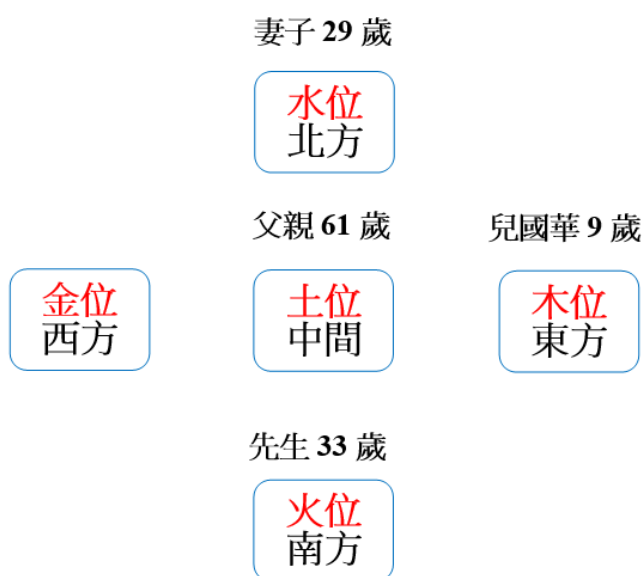 妻子 29 歲
水位
北方
父親 61 歲
兒國華 9 歲
金位
西方
土位
中間
木位
東方
先生 33 歲
火位
南方